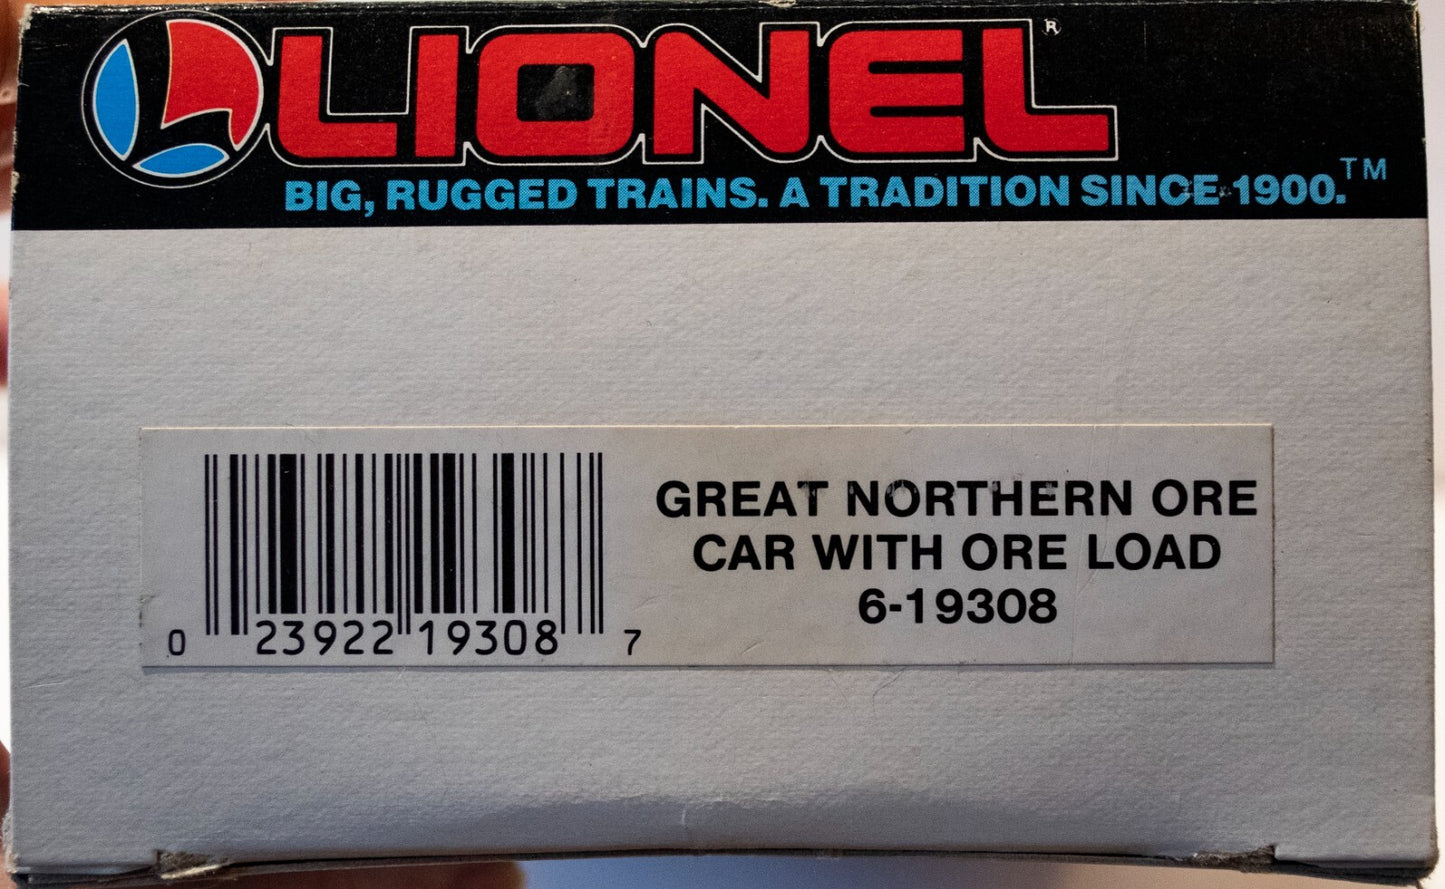 LIONEL®
BIG, RUGGED TRAINS. A TRADITION SINCE 1900.™
GREAT NORTHERN ORE
CAR WITH ORE LOAD
6-19308
0 23922 19308 7